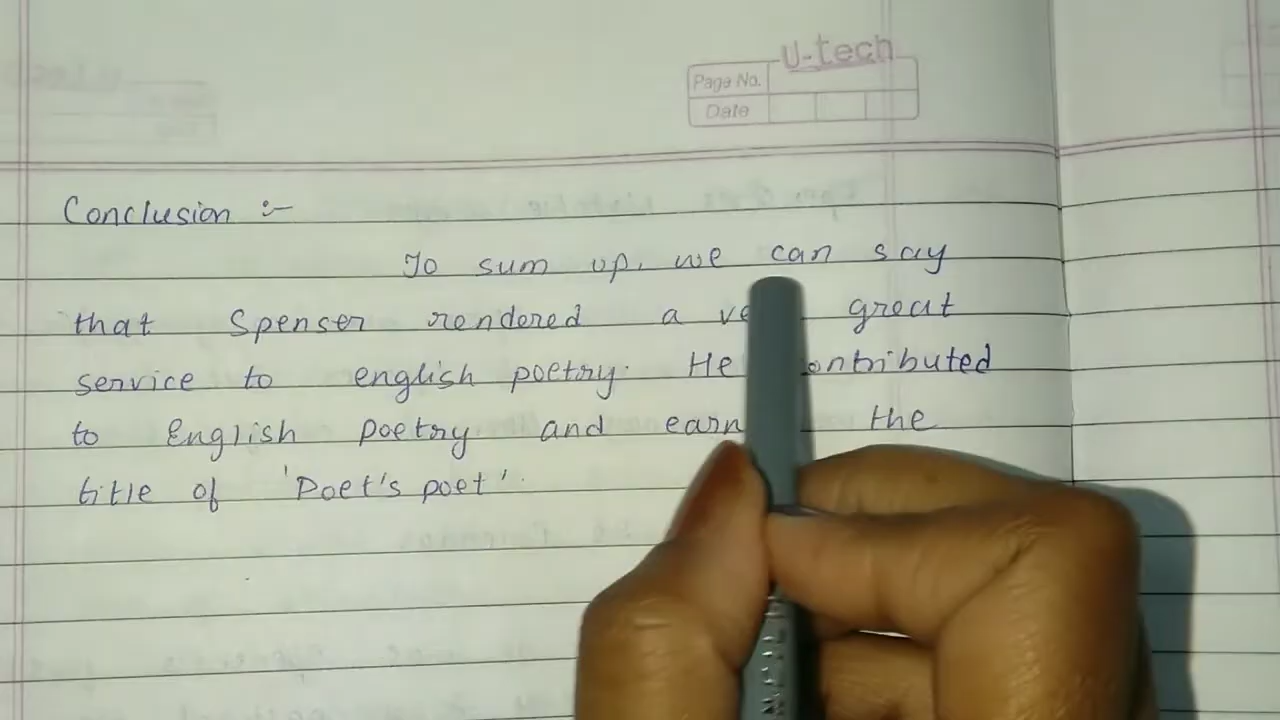 U-tech
Page No.
Date
Conclusion :-
To sum up, we can say
that Spenser rendered a great
service to english poetry. He
to English poetry and the
title of 'Poet's poet'.